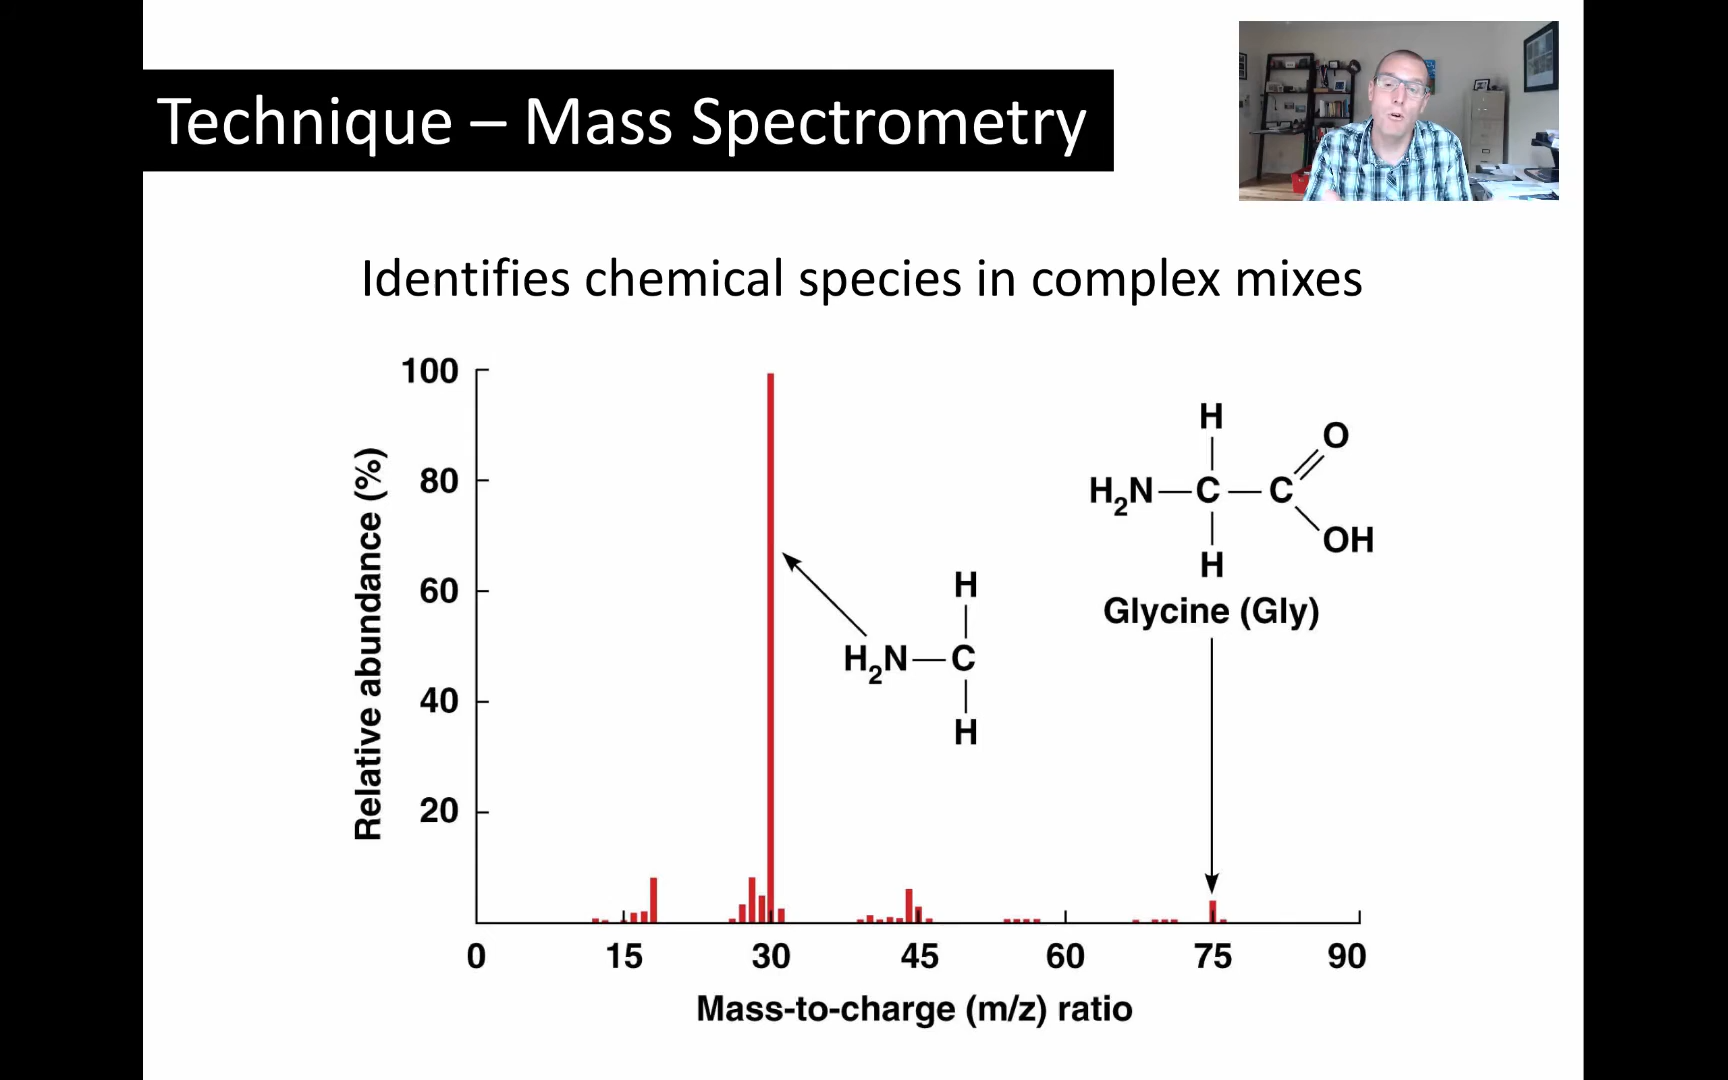 Technique – Mass Spectrometry
Identifies chemical species in complex mixes
Relative abundance (%)
100
80
60
40
20
0 15 30 45 60 75 90
Mass-to-charge (m/z) ratio
H
H₂N—C
H
H
O
H₂N—C—C
OH
H
Glycine (Gly)